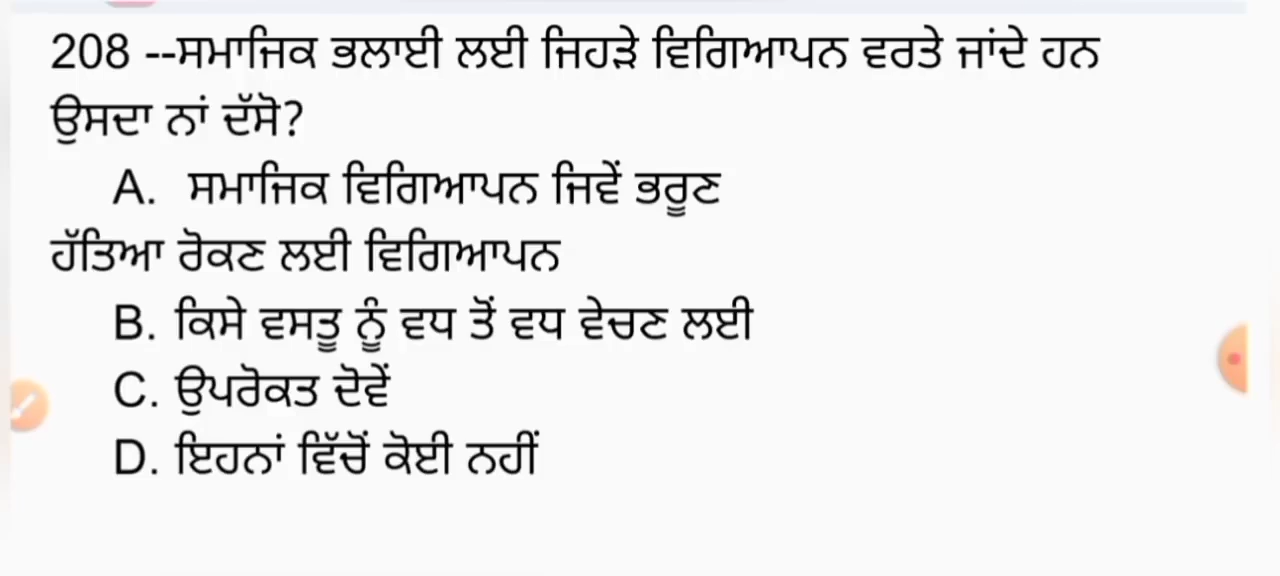 208 --ਸਮਾਜਿਕ ਭਲਾਈ ਲਈ ਜਿਹੜੇ ਵਿਗਿਆਪਨ ਵਰਤੇ ਜਾਂਦੇ ਹਨ
ਉਸਦਾ ਨਾਂ ਦੱਸੋ?
A. ਸਮਾਜਿਕ ਵਿਗਿਆਪਨ ਜਿਵੇਂ ਭਰੂਣ
ਹੱਤਿਆ ਰੋਕਣ ਲਈ ਵਿਗਿਆਪਨ
B. ਕਿਸੇ ਵਸਤੂ ਨੂੰ ਵਧ ਤੋਂ ਵਧ ਵੇਚਣ ਲਈ
C. ਉਪਰੋਕਤ ਦੋਵੇਂ
D. ਇਹਨਾਂ ਵਿੱਚੋਂ ਕੋਈ ਨਹੀਂ